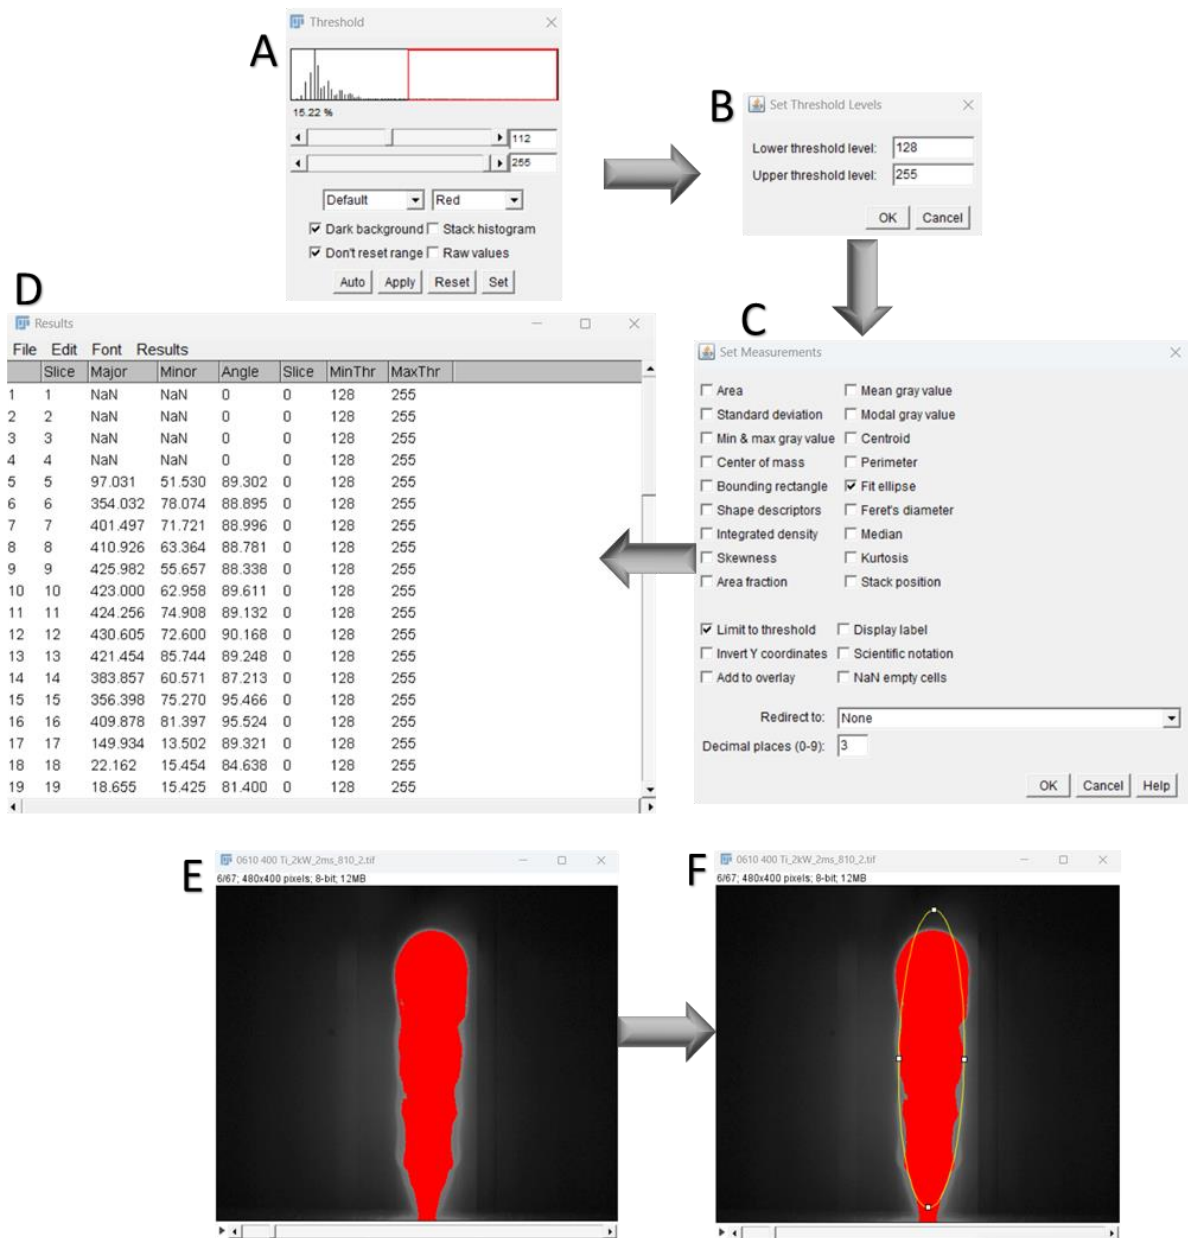 A
Threshold
15.22 %
112
255
Default Red
Dark background Stack histogram
Don't reset range Raw values
Auto Apply Reset Set
B
Set Threshold Levels
Lower threshold level: 128
Upper threshold level: 255
OK Cancel
C
Set Measurements
Area Mean gray value
Standard deviation Modal gray value
Min & max gray value Centroid
Center of mass Perimeter
Bounding rectangle Fit ellipse
Shape descriptors Feret's diameter
Integrated density Median
Skewness Kurtosis
Area fraction Stack position
Limit to threshold Display label
Invert Y coordinates Scientific notation
Add to overlay NaN empty cells
Redirect to: None
Decimal places (0-9): 3
OK Cancel Help
D
Results
File Edit Font Results
Slice Major Minor Angle Slice MinThr MaxThr
1 1 NaN NaN 0 0 128 255
2 2 NaN NaN 0 0 128 255
3 3 NaN NaN 0 0 128 255
4 4 NaN NaN 0 0 128 255
5 5 97.031 51.530 89.302 0 128 255
6 6 354.032 78.074 88.895 0 128 255
7 7 401.497 71.721 88.996 0 128 255
8 8 410.926 63.364 88.781 0 128 255
9 9 425.982 55.657 88.338 0 128 255
10 10 423.000 62.958 89.611 0 128 255
11 11 424.256 74.908 89.132 0 128 255
12 12 430.605 72.600 90.168 0 128 255
13 13 421.454 85.744 89.248 0 128 255
14 14 383.857 60.571 87.213 0 128 255
15 15 356.398 75.270 95.466 0 128 255
16 16 409.878 81.397 95.524 0 128 255
17 17 149.934 13.502 89.321 0 128 255
18 18 22.162 15.454 84.638 0 128 255
19 19 18.655 15.425 81.400 0 128 255
E
0610 400 Ti_2kW_2ms_810_2.tif
6/67; 480x400 pixels; 8-bit; 12MB
F
0610 400 Ti_2kW_2ms_810_2.tif
6/67; 480x400 pixels; 8-bit; 12MB